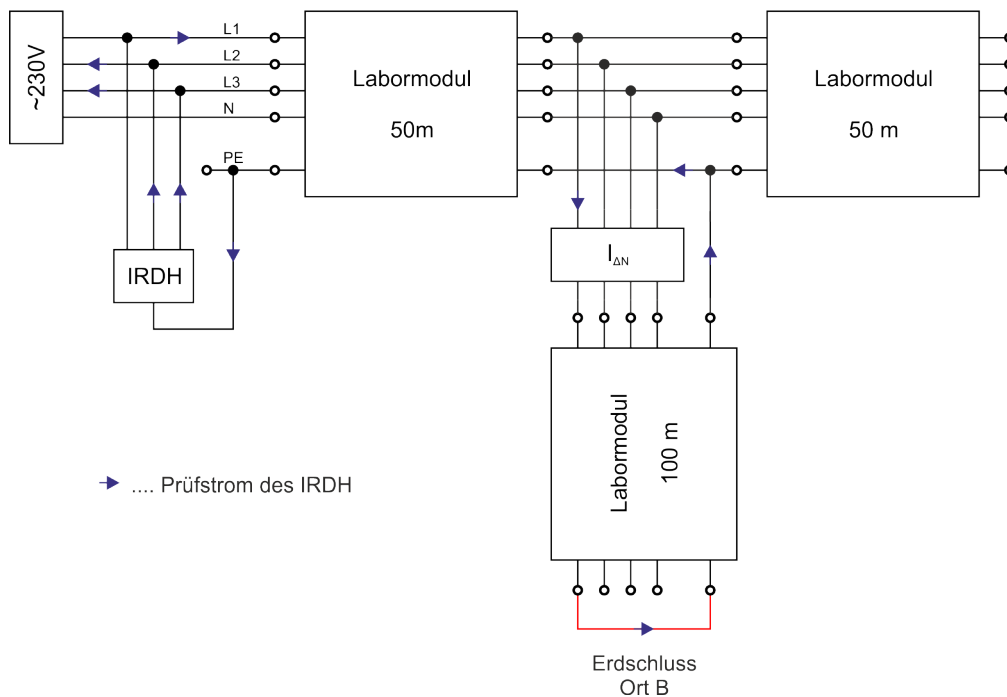 ~230V
L1
L2
L3
N
PE
Labormodul
50m
Labormodul
50 m
IRDH
IΔN
Labormodul
100 m
.... Prüfstrom des IRDH
Erdschluss
Ort B